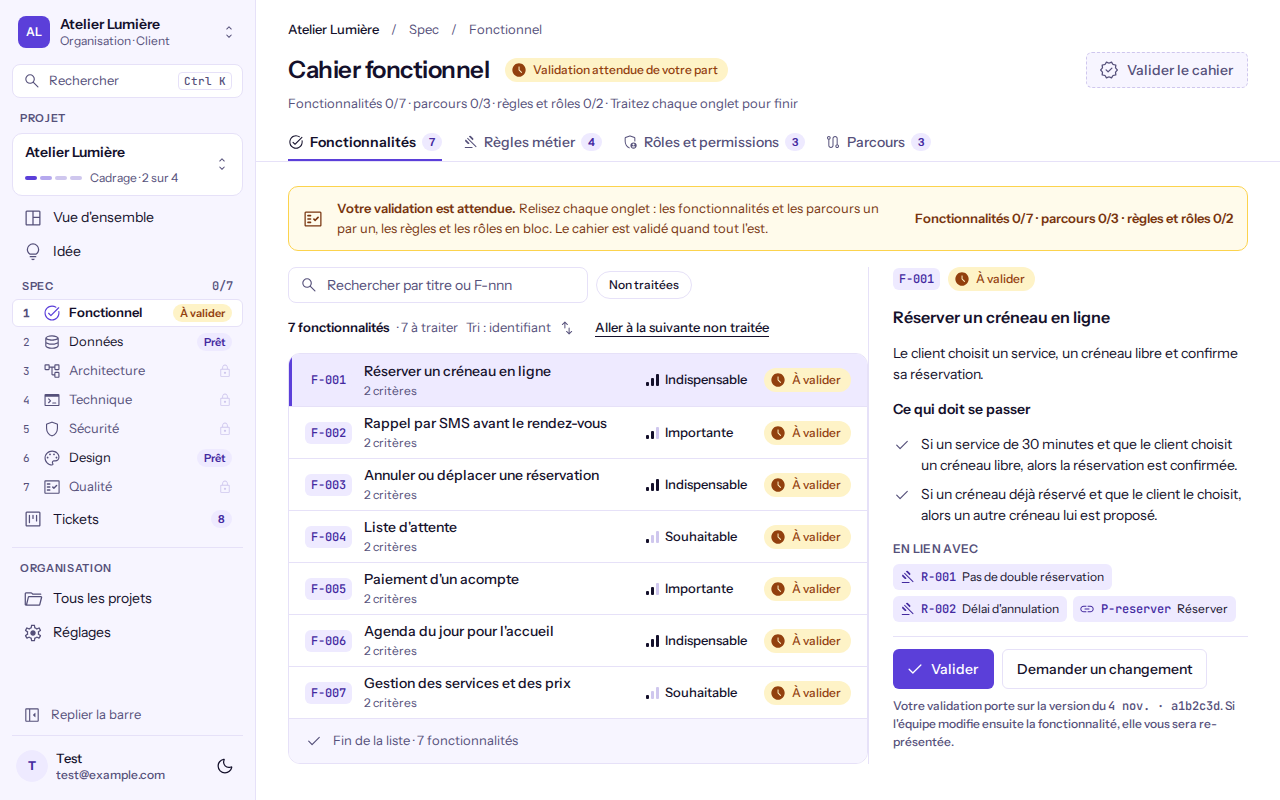 AL
Atelier Lumière
Organisation · Client
Rechercher
Ctrl K
PROJET
Atelier Lumière
Cadrage · 2 sur 4
Vue d'ensemble
Idée
SPEC 0/7
1 Fonctionnel À valider
2 Données Prêt
3 Architecture
4 Technique
5 Sécurité
6 Design Prêt
7 Qualité
Tickets 8
ORGANISATION
Tous les projets
Réglages
Replier la barre
T
Test
test@example.com
Atelier Lumière / Spec / Fonctionnel
Cahier fonctionnel
Validation attendue de votre part
Valider le cahier
Fonctionnalités 0/7 · parcours 0/3 · règles et rôles 0/2 · Traitez chaque onglet pour finir
Fonctionnalités 7
Règles métier 4
Rôles et permissions 3
Parcours 3
Votre validation est attendue. Relisez chaque onglet : les fonctionnalités et les parcours un
par un, les règles et les rôles en bloc. Le cahier est validé quand tout l'est.
Fonctionnalités 0/7 · parcours 0/3 · règles et rôles 0/2
Rechercher par titre ou F-nnn
Non traitées
7 fonctionnalités · 7 à traiter Tri : identifiant
Aller à la suivante non traitée
F-001 Réserver un créneau en ligne Indispensable À valider
2 critères
F-002 Rappel par SMS avant le rendez-vous Importante À valider
2 critères
F-003 Annuler ou déplacer une réservation Indispensable À valider
2 critères
F-004 Liste d'attente Souhaitable À valider
2 critères
F-005 Paiement d'un acompte Importante À valider
2 critères
F-006 Agenda du jour pour l'accueil Indispensable À valider
2 critères
F-007 Gestion des services et des prix Souhaitable À valider
2 critères
Fin de la liste · 7 fonctionnalités
F-001 À valider
Réserver un créneau en ligne
Le client choisit un service, un créneau libre et confirme
sa réservation.
Ce qui doit se passer
Si un service de 30 minutes et que le client choisit
un créneau libre, alors la réservation est confirmée.
Si un créneau déjà réservé et que le client le choisit,
alors un autre créneau lui est proposé.
EN LIEN AVEC
R-001 Pas de double réservation
R-002 Délai d'annulation
P-reserver Réserver
Valider
Demander un changement
Votre validation porte sur la version du 4 nov. · a1b2c3d. Si
l'équipe modifie ensuite la fonctionnalité, elle vous sera re-
présentée.